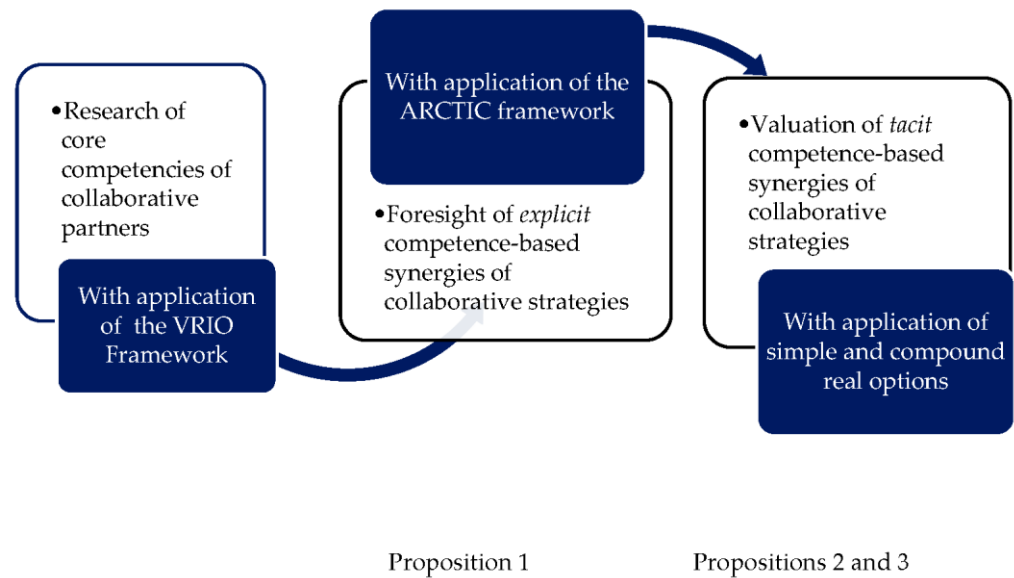 •Research of
core
competencies of
collaborative
partners
With application
of the VRIO
Framework
With application of the
ARCTIC framework
•Foresight of explicit
competence-based
synergies of
collaborative strategies
•Valuation of tacit
competence-based
synergies of
collaborative
strategies
With application of
simple and compound
real options
Proposition 1
Propositions 2 and 3